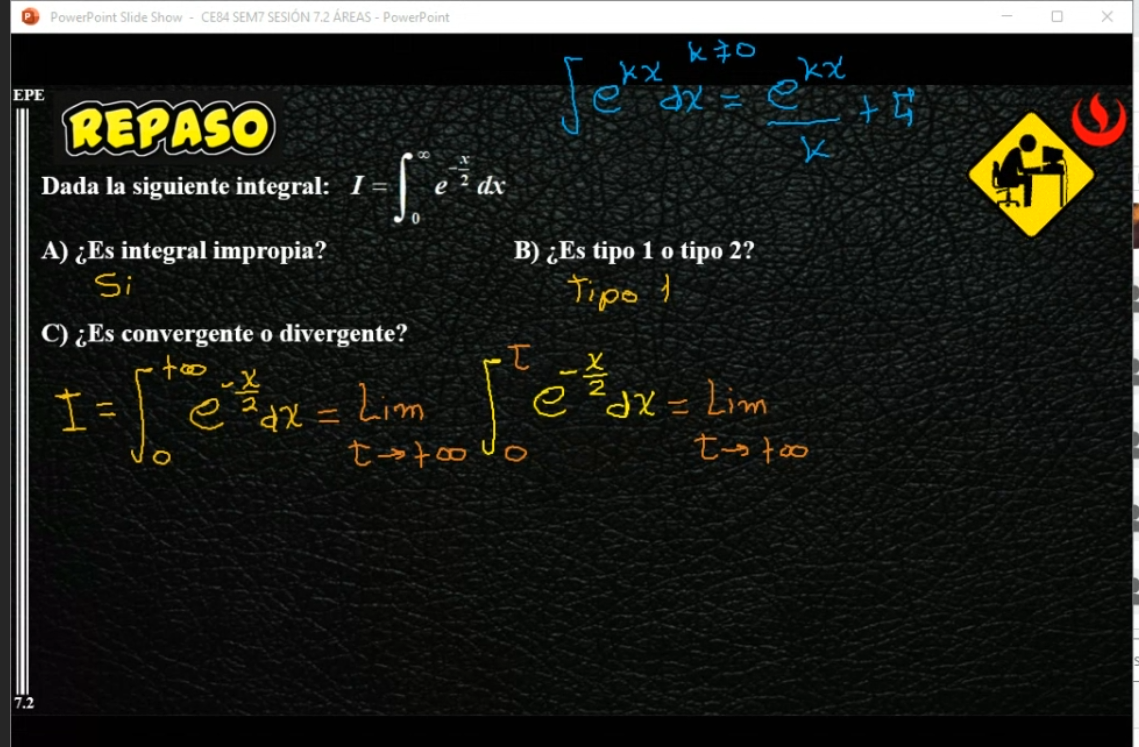 PowerPoint Slide Show - CE84 SEM7 SESIÓN 7.2 ÁREAS - PowerPoint
∫ e^{kx} dx = e^{kx}/k + C, k ≠ 0
EPE
REPASO
Dada la siguiente integral: I = ∫_0^∞ e^{-x/2} dx
A) ¿Es integral impropia?
B) ¿Es tipo 1 o tipo 2?
Si
Tipo 1
C) ¿Es convergente o divergente?
I = ∫_0^{+∞} e^{-x/2} dx = Lim_{t→+∞} ∫_0^t e^{-x/2} dx = Lim_{t→+∞}
7.2